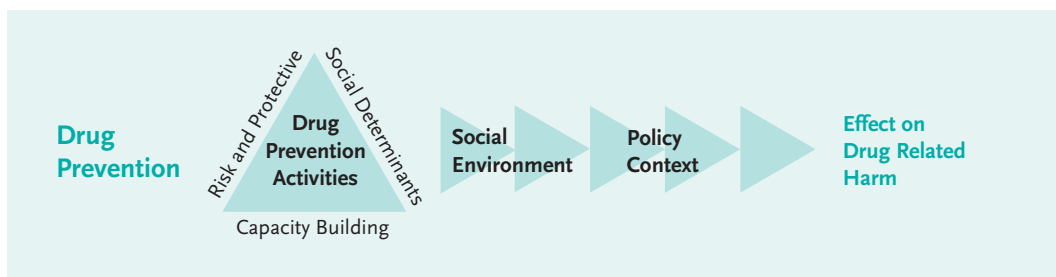 Drug
Prevention
Risk and Protective
Social Determinants
Drug
Prevention
Activities
Capacity Building
Social
Environment
Policy
Context
Effect on
Drug Related
Harm